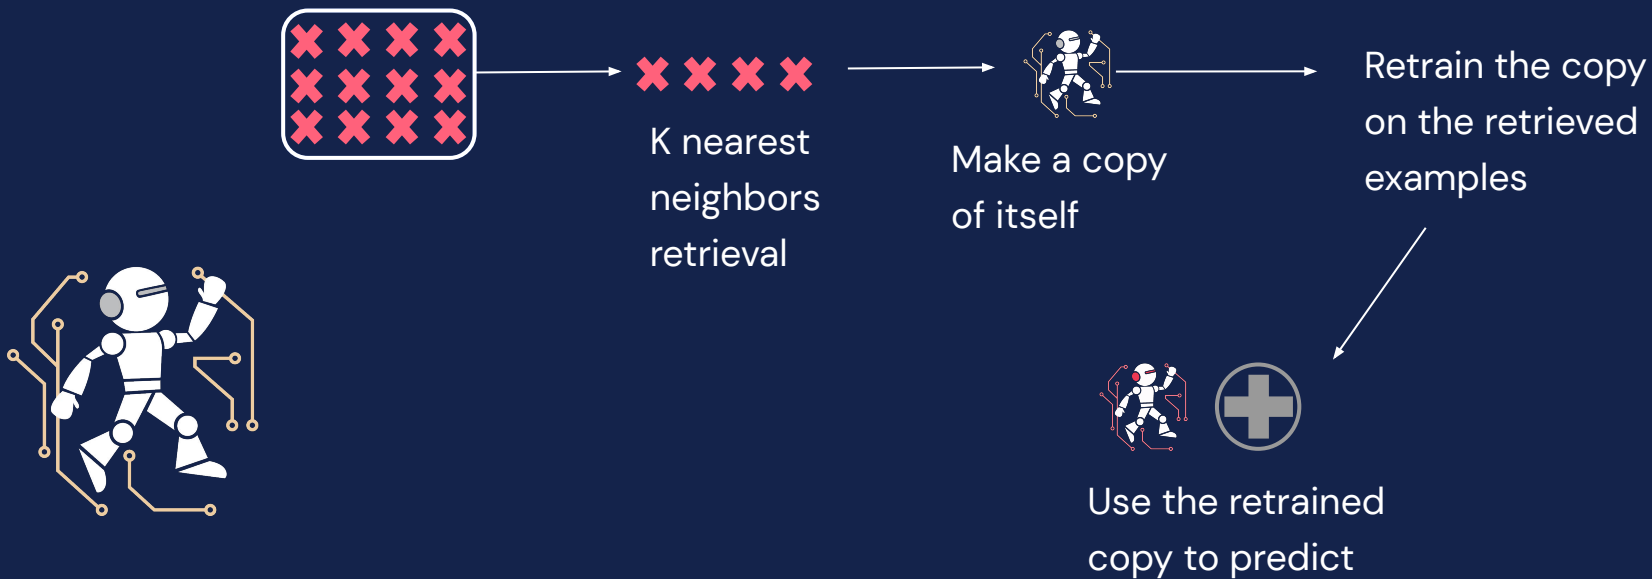 K nearest
neighbors
retrieval
Make a copy
of itself
Retrain the copy
on the retrieved
examples
Use the retrained
copy to predict